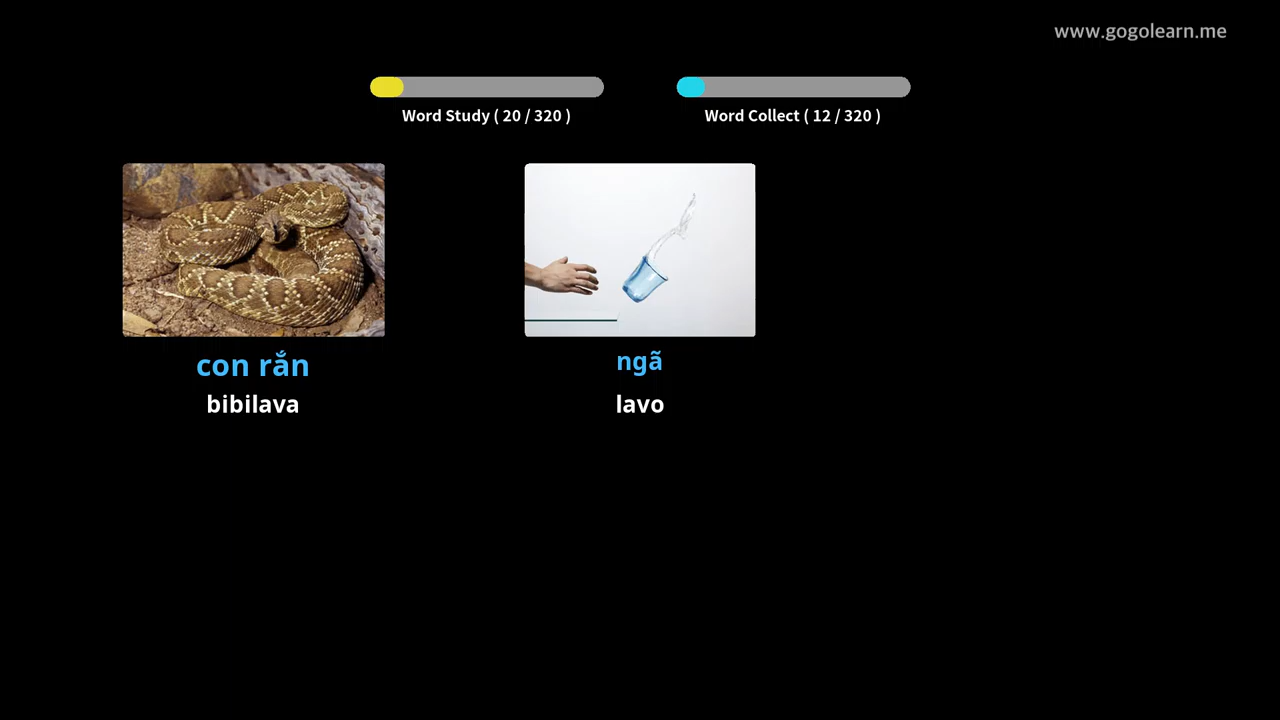 www.gogolearn.me
Word Study ( 20 / 320 )
Word Collect ( 12 / 320 )
con rắn
bibilava
ngã
lavo